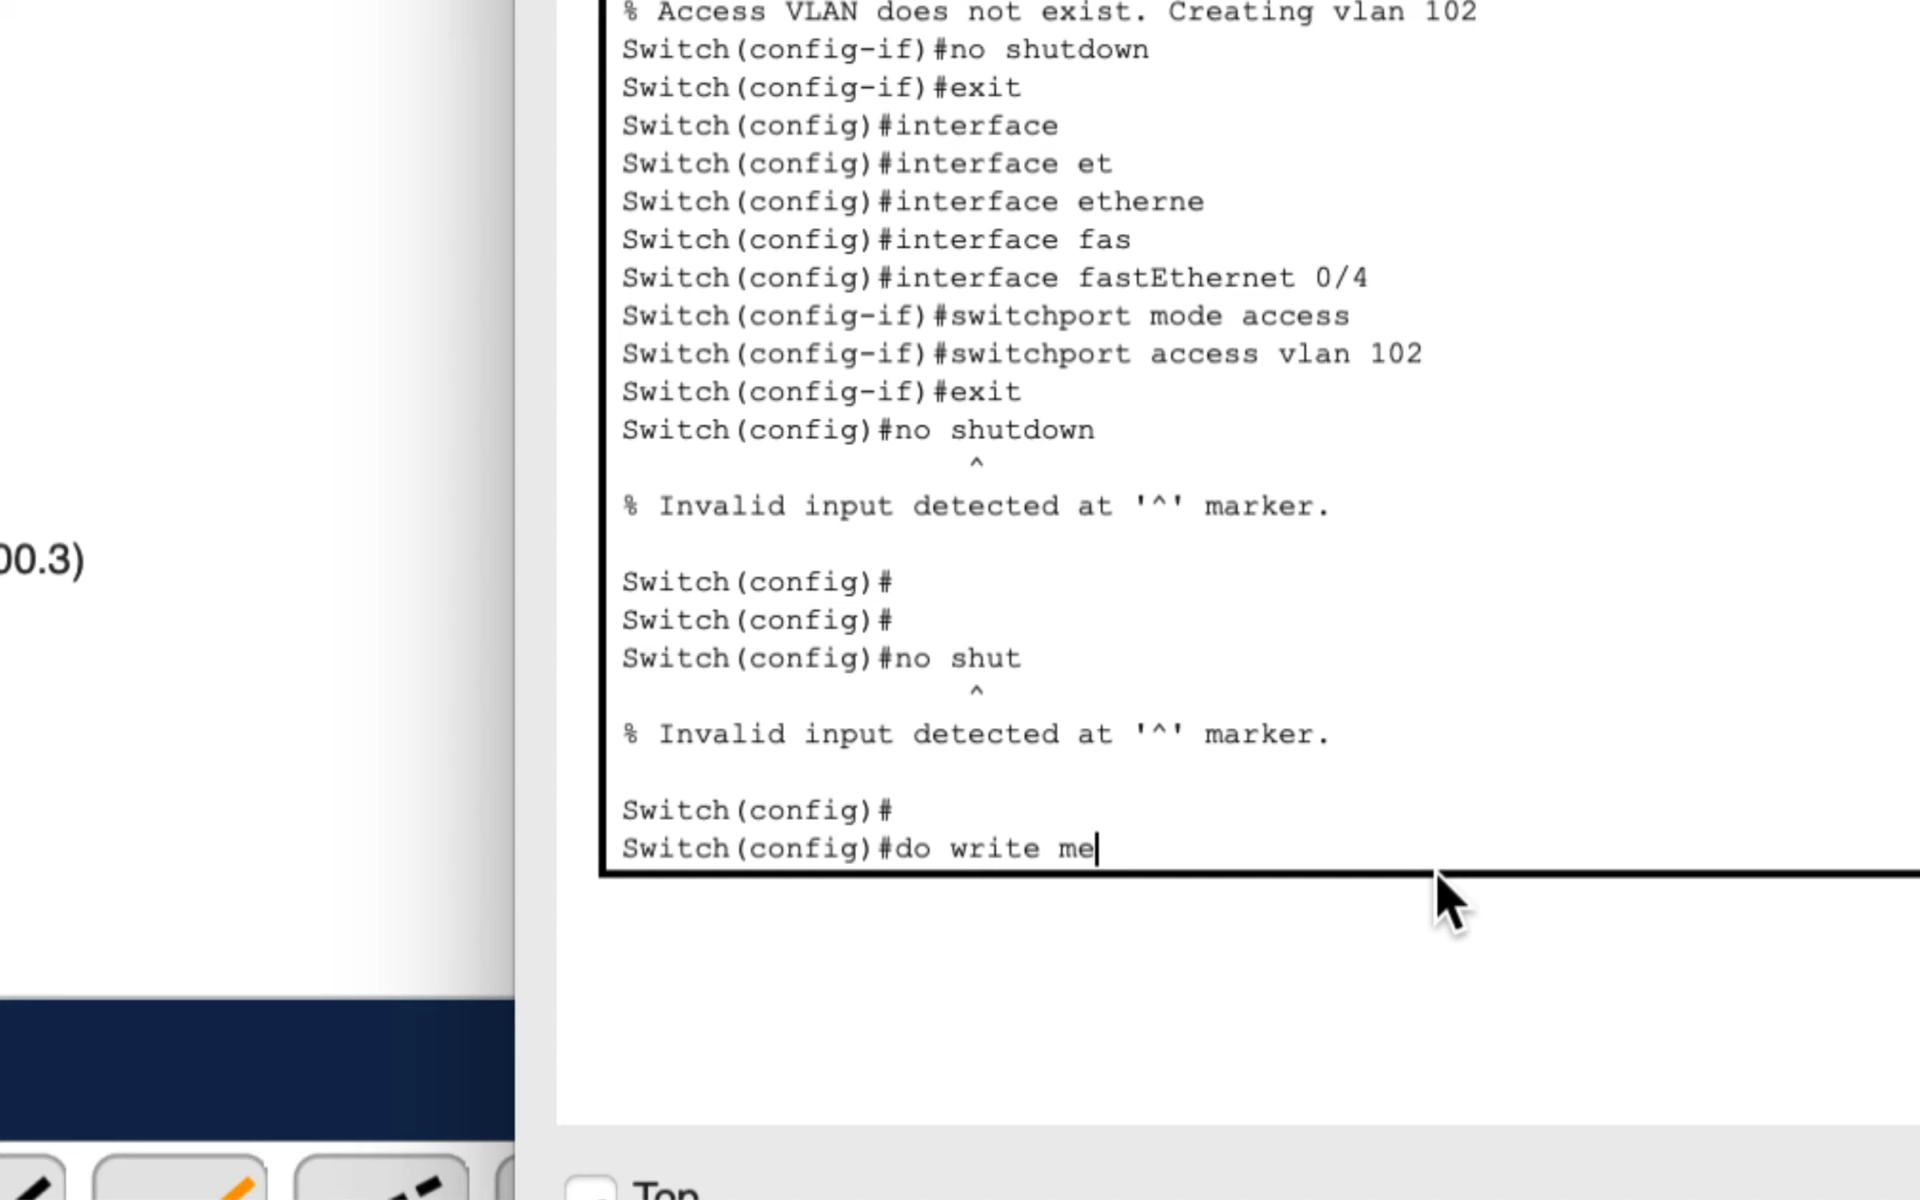 % Access VLAN does not exist. Creating vlan 102
Switch(config-if)#no shutdown
Switch(config-if)#exit
Switch(config)#interface
Switch(config)#interface et
Switch(config)#interface etherne
Switch(config)#interface fas
Switch(config)#interface fastEthernet 0/4
Switch(config-if)#switchport mode access
Switch(config-if)#switchport access vlan 102
Switch(config-if)#exit
Switch(config)#no shutdown
^
% Invalid input detected at '^' marker.
00.3)
Switch(config)#
Switch(config)#
Switch(config)#no shut
^
% Invalid input detected at '^' marker.
Switch(config)#
Switch(config)#do write me
Top